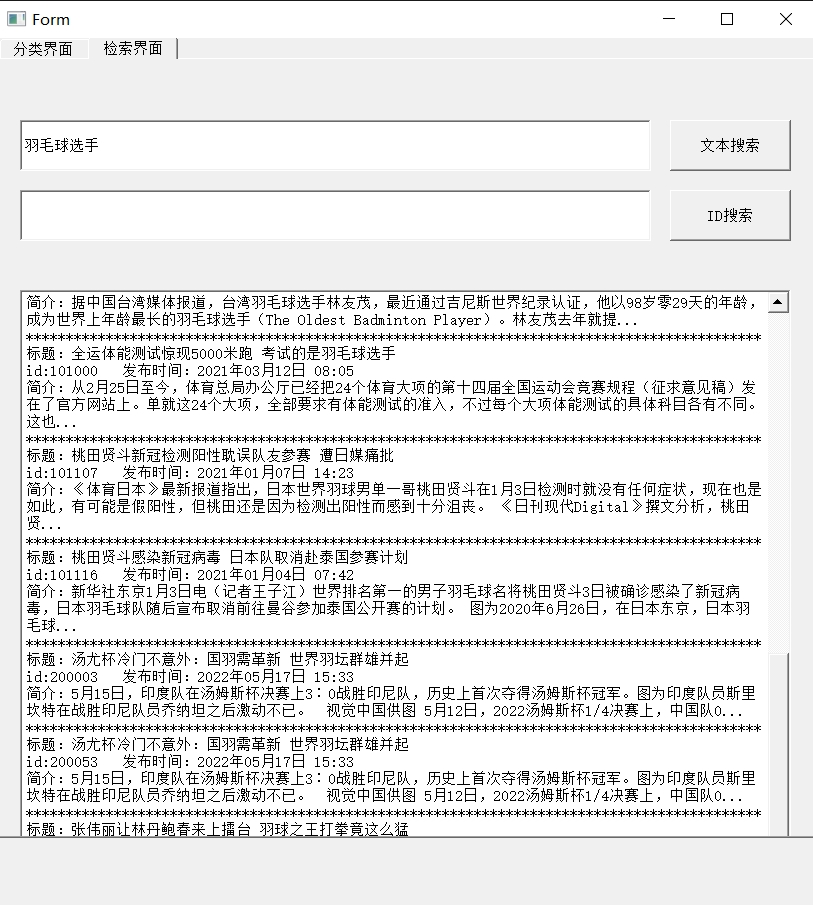 Form
分类界面 检索界面
羽毛球选手 文本搜索
ID搜索
简介：据中国台湾媒体报道，台湾羽毛球选手林友茂，最近通过吉尼斯世界纪录认证，他以98岁零29天的年龄，
成为世界上年龄最长的羽毛球选手（The Oldest Badminton Player）。林友茂去年就提...
********************************************************************************************
标题：全运体能测试惊现5000米跑 考试的是羽毛球选手
id:101000 发布时间：2021年03月12日 08:05
简介：从2月25日至今，体育总局办公厅已经把24个体育大项的第十四届全国运动会竞赛规程（征求意见稿）发
在了官方网站上。单就这24个大项，全部要求有体能测试的准入，不过每个大项体能测试的具体科目各有不同。
这也...
********************************************************************************************
标题：桃田贤斗新冠检测阳性耽误队友参赛 遭日媒痛批
id:101107 发布时间：2021年01月07日 14:23
简介：《体育日本》最新报道指出，日本世界羽球男单一哥桃田贤斗在1月3日检测时就没有任何症状，现在也是
如此，有可能是假阳性，但桃田还是因为检测出阳性而感到十分沮丧。 《日刊现代Digital》撰文分析，桃田
贤...
********************************************************************************************
标题：桃田贤斗感染新冠病毒 日本队取消赴泰国参赛计划
id:101116 发布时间：2021年01月04日 07:42
简介：新华社东京1月3日电（记者王子江）世界排名第一的男子羽毛球名将桃田贤斗3日被确诊感染了新冠病
毒，日本羽毛球队随后宣布取消前往曼谷参加泰国公开赛的计划。 图为2020年6月26日，在日本东京，日本羽
毛球...
********************************************************************************************
标题：汤尤杯冷门不意外：国羽需革新 世界羽坛群雄并起
id:200003 发布时间：2022年05月17日 15:33
简介：5月15日，印度队在汤姆斯杯决赛上3：0战胜印尼队，历史上首次夺得汤姆斯杯冠军。图为印度队员斯里
坎特在战胜印尼队员乔纳坦之后激动不已。 视觉中国供图 5月12日，2022汤姆斯杯1/4决赛上，中国队0...
********************************************************************************************
标题：汤尤杯冷门不意外：国羽需革新 世界羽坛群雄并起
id:200053 发布时间：2022年05月17日 15:33
简介：5月15日，印度队在汤姆斯杯决赛上3：0战胜印尼队，历史上首次夺得汤姆斯杯冠军。图为印度队员斯里
坎特在战胜印尼队员乔纳坦之后激动不已。 视觉中国供图 5月12日，2022汤姆斯杯1/4决赛上，中国队0...
********************************************************************************************
标题：张伟丽让林丹鲍春来上擂台 羽球之王打拳竟这么猛